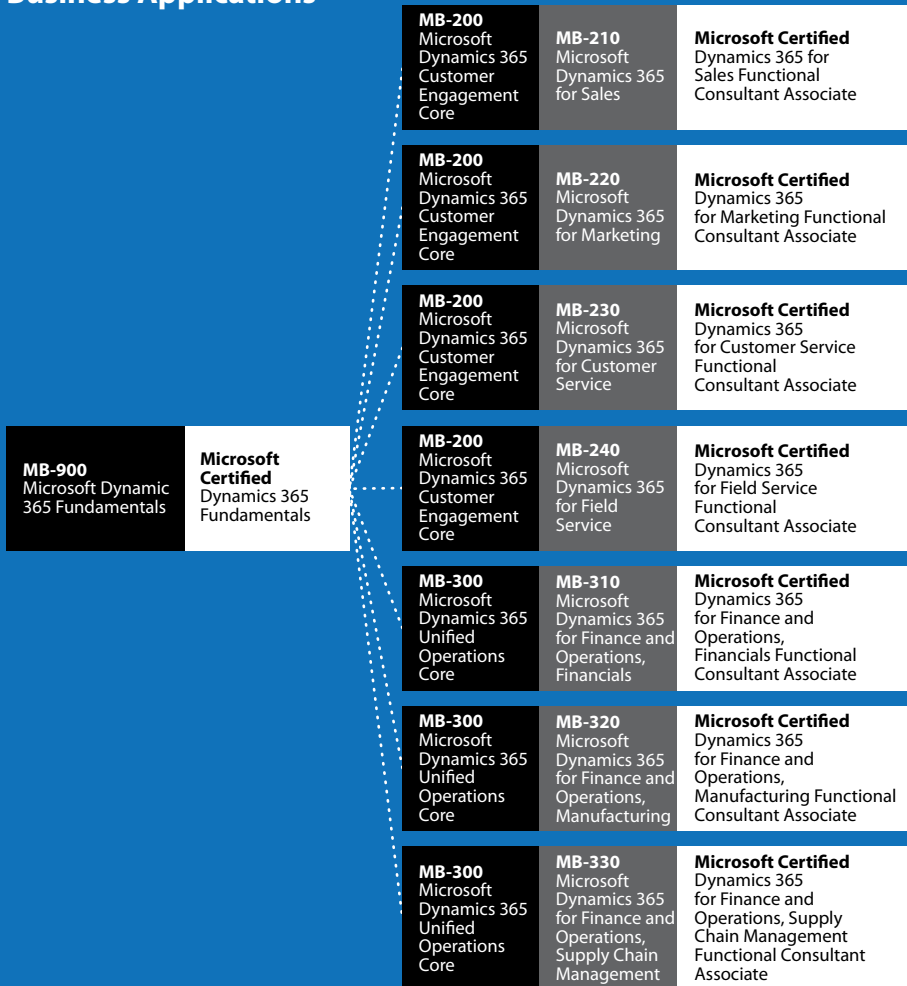 Business Applications
MB-200
Microsoft
Dynamics 365
Customer
Engagement
Core
MB-210
Microsoft
Dynamics 365
for Sales
Microsoft Certified
Dynamics 365 for
Sales Functional
Consultant Associate
MB-200
Microsoft
Dynamics 365
Customer
Engagement
Core
MB-220
Microsoft
Dynamics 365
for Marketing
Microsoft Certified
Dynamics 365
for Marketing Functional
Consultant Associate
MB-200
Microsoft
Dynamics 365
Customer
Engagement
Core
MB-230
Microsoft
Dynamics 365
for Customer
Service
Microsoft Certified
Dynamics 365
for Customer Service
Functional
Consultant Associate
MB-900
Microsoft Dynamic
365 Fundamentals
Microsoft
Certified
Dynamics 365
Fundamentals
MB-200
Microsoft
Dynamics 365
Customer
Engagement
Core
MB-240
Microsoft
Dynamics 365
for Field
Service
Microsoft Certified
Dynamics 365
for Field Service
Functional
Consultant Associate
MB-300
Microsoft
Dynamics 365
Unified
Operations
Core
MB-310
Microsoft
Dynamics 365
for Finance and
Operations,
Financials
Microsoft Certified
Dynamics 365
for Finance and
Operations,
Financials Functional
Consultant Associate
MB-300
Microsoft
Dynamics 365
Unified
Operations
Core
MB-320
Microsoft
Dynamics 365
for Finance and
Operations,
Manufacturing
Microsoft Certified
Dynamics 365
for Finance and
Operations,
Manufacturing Functional
Consultant Associate
MB-300
Microsoft
Dynamics 365
Unified
Operations
Core
MB-330
Microsoft
Dynamics 365
for Finance and
Operations,
Supply Chain
Management
Microsoft Certified
Dynamics 365
for Finance and
Operations, Supply
Chain Management
Functional Consultant
Associate